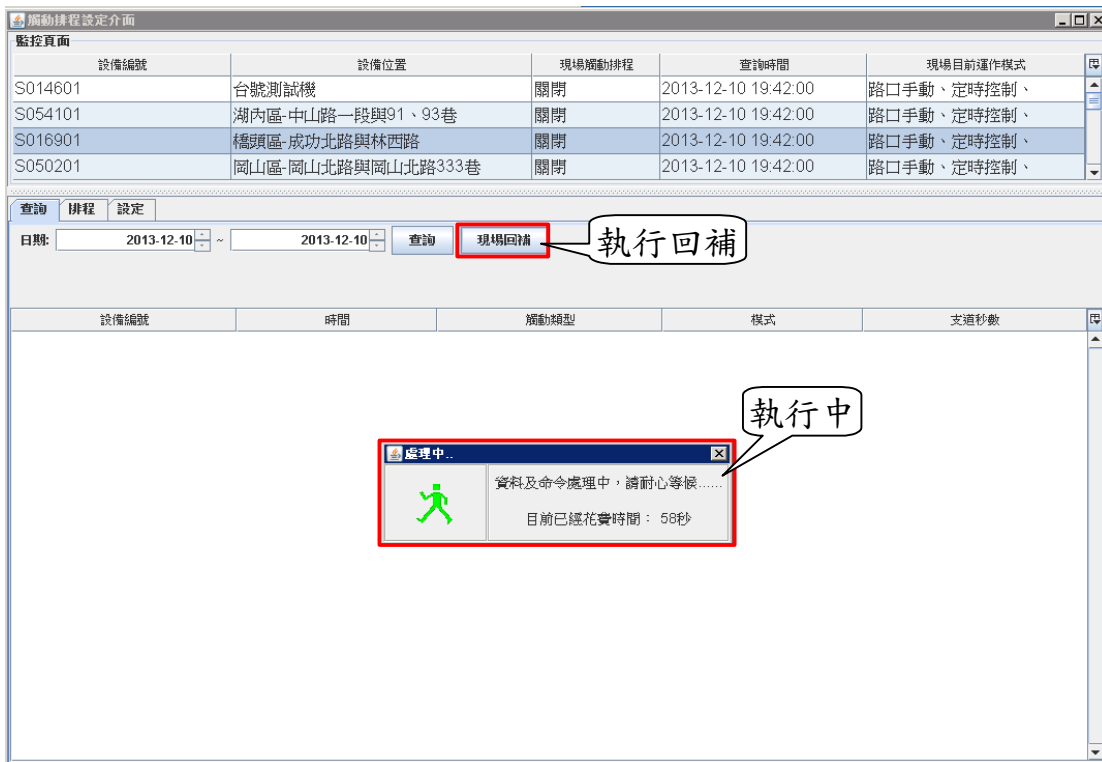 觸動排程設定介面
監控頁面
設備編號 設備位置 現場觸動排程 查詢時間 現場目前運作模式
S014601 台號測試機 關閉 2013-12-10 19:42:00 路口手動、定時控制、
S054101 湖內區-中山路一段與91、93巷 關閉 2013-12-10 19:42:00 路口手動、定時控制、
S016901 橋頭區-成功北路與林西路 關閉 2013-12-10 19:42:00 路口手動、定時控制、
S050201 岡山區-岡山北路與岡山北路333巷 關閉 2013-12-10 19:42:00 路口手動、定時控制、
查詢 排程 設定
日期: 2013-12-10 ~ 2013-12-10 查詢 現場回補 執行回補
設備編號 時間 觸動類型 模式 支道秒數
執行中
處理中..
資料及命令處理中，請耐心等候......
目前已經花費時間： 58秒